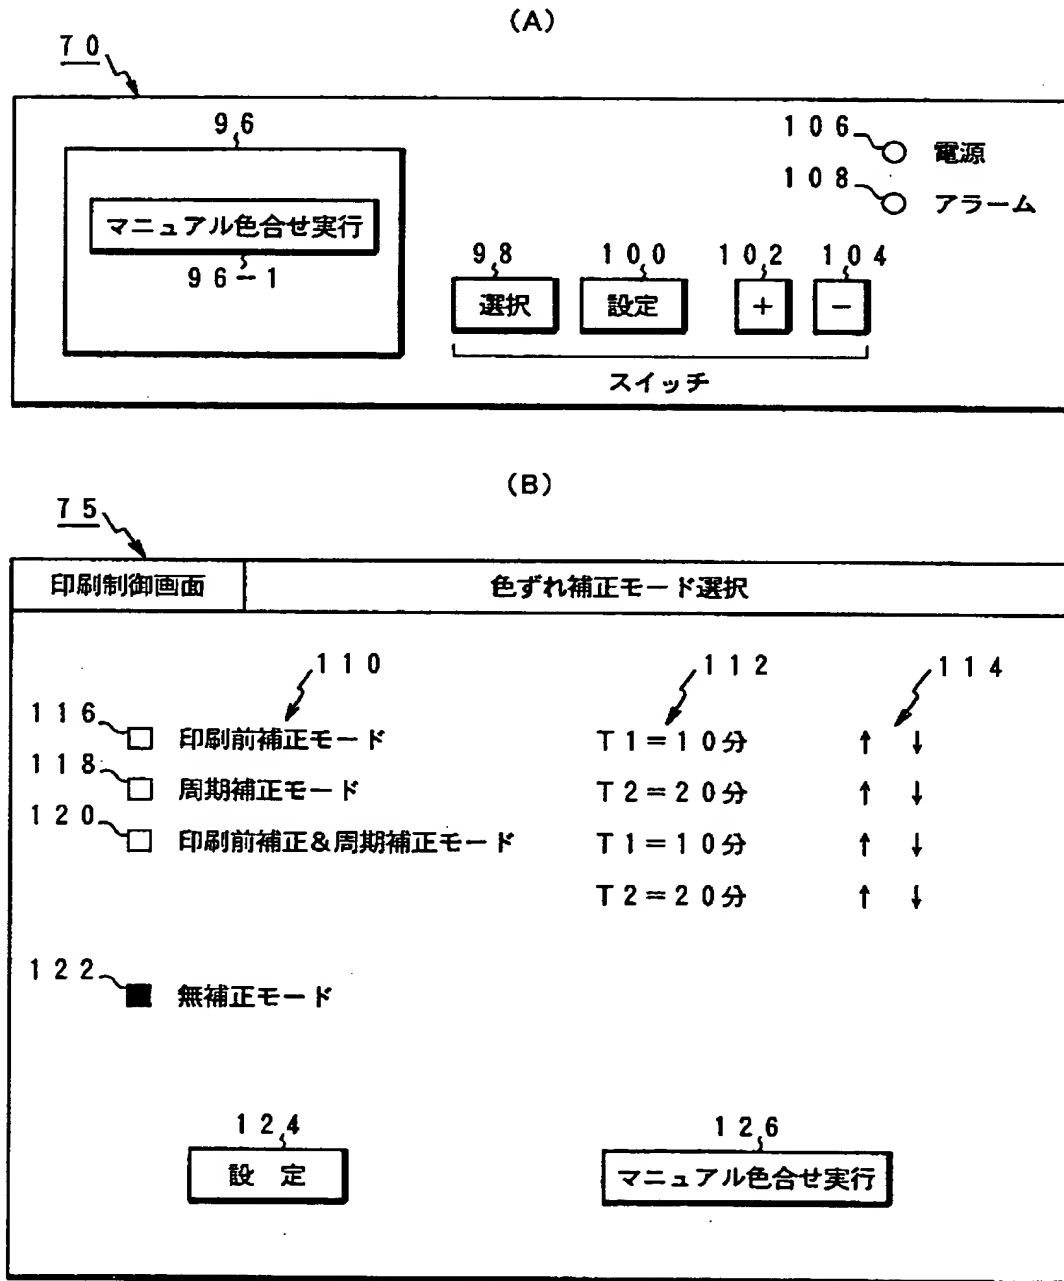 (A)
70
96
106
電源
108
アラーム
マニュアル色合せ実行
96-1
98 100 102 104
選択 設定 + -
スイッチ
(B)
75
印刷制御画面 色ずれ補正モード選択
110 112 114
116
印刷前補正モード T1=10分 ↑ ↓
118
周期補正モード T2=20分 ↑ ↓
120
印刷前補正&周期補正モード T1=10分 ↑ ↓
T2=20分 ↑ ↓
122
無補正モード
124 126
設定 マニュアル色合せ実行